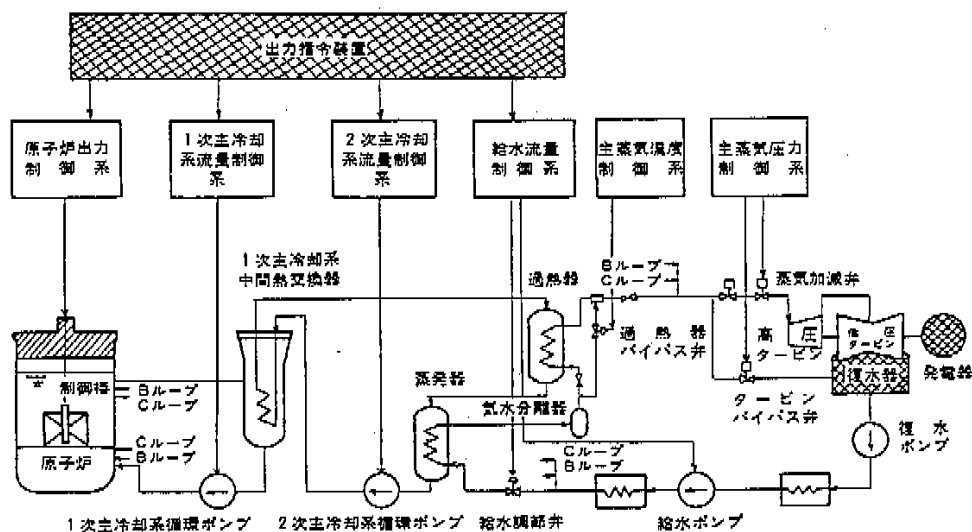 出力指令装置
原子炉出力
制御系
1次主冷却
系流量制御
系
2次主冷却
系流量制御
系
給水流量
制御系
主蒸気温度
制御系
主蒸気圧力
制御系
1次主冷却系
中間熱交換器
過熱器
Bループ
Cループ
蒸気加減弁
過熱器
バイパス弁
高圧
タービン
低圧
タービン
復水器
発電器
制御棒
Bループ
Cループ
蒸発器
気水分離器
タービン
バイパス弁
Cループ
Bループ
原子炉
Cループ
Bループ
復水
ポンプ
1次主冷却系循環ポンプ
2次主冷却系循環ポンプ
給水調節弁
給水ポンプ